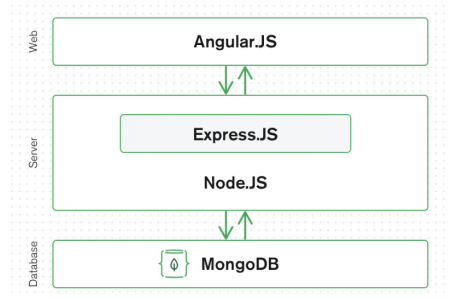 Web
Angular.JS
Server
Express.JS
Node.JS
Database
MongoDB